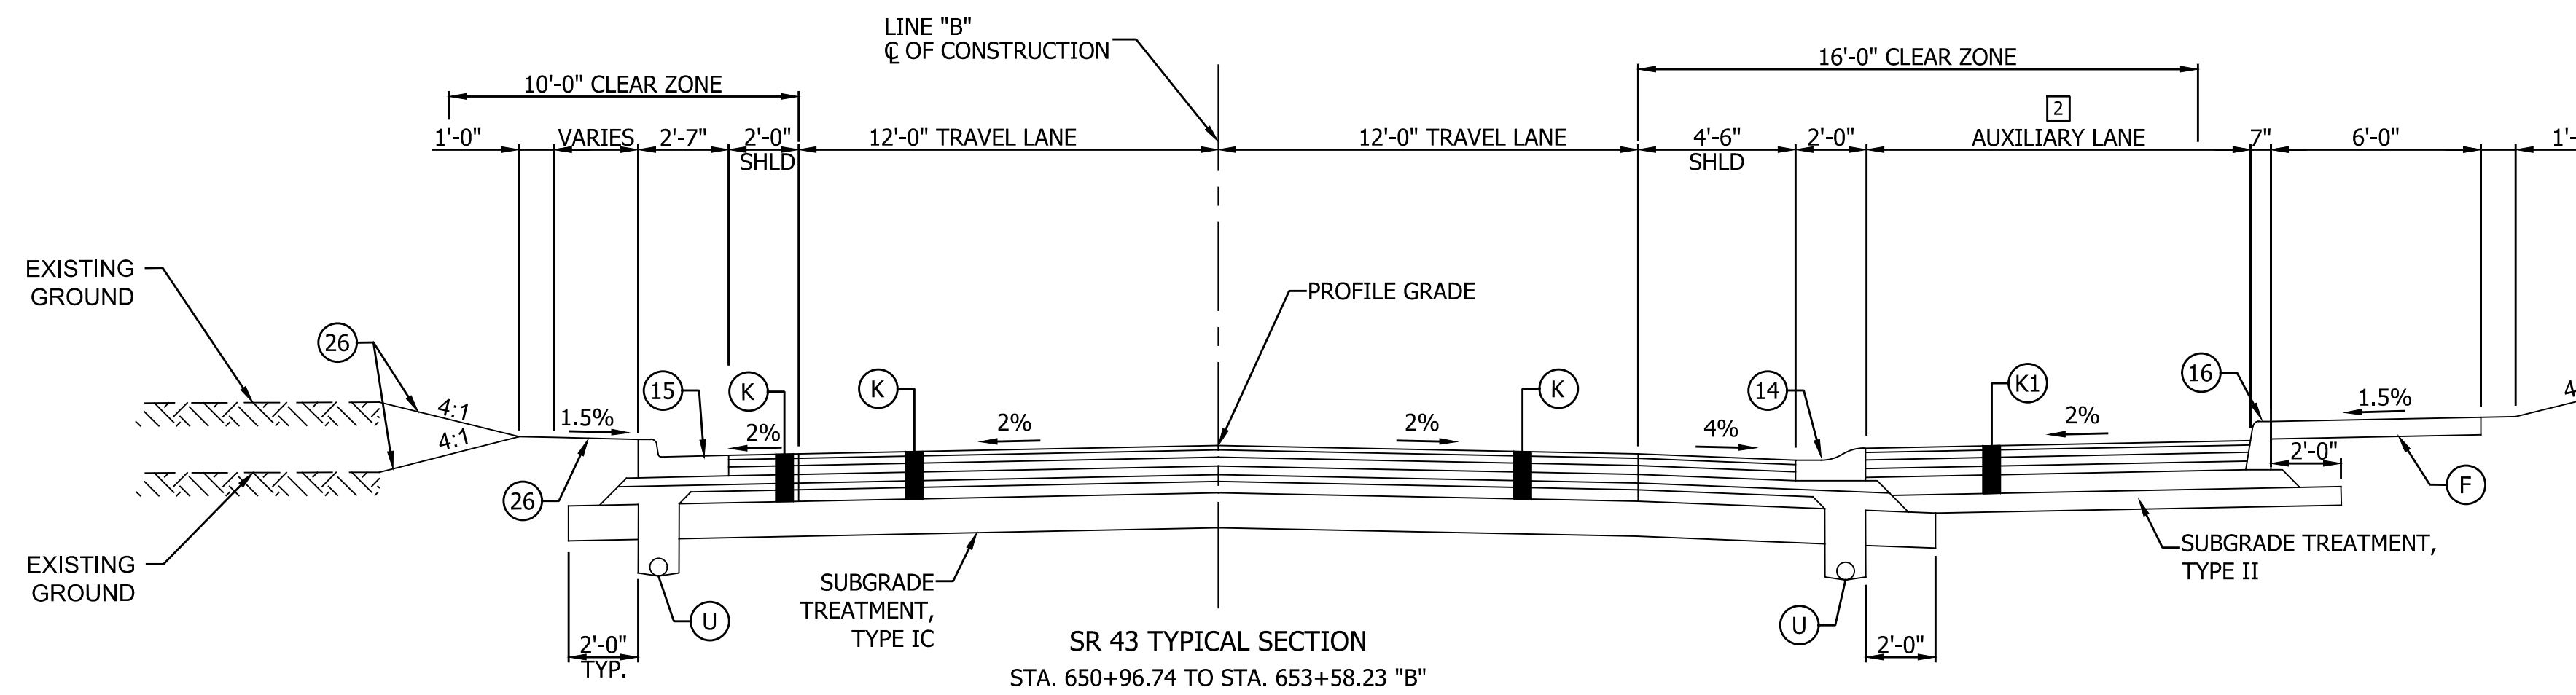 LINE "B"
℄ OF CONSTRUCTION
10'-0" CLEAR ZONE
16'-0" CLEAR ZONE
2
1'-0"
VARIES
2'-7"
2'-0"
SHLD
12'-0" TRAVEL LANE
12'-0" TRAVEL LANE
4'-6"
SHLD
2'-0"
AUXILIARY LANE
7"
6'-0"
EXISTING
GROUND
26
PROFILE GRADE
4:1
4:1
1.5%
15
K
2%
K
2%
2%
K
4%
14
K1
2%
16
1.5%
2'-0"
F
26
EXISTING
GROUND
U
2'-0"
TYP.
SUBGRADE
TREATMENT,
TYPE IC
U
2'-0"
SUBGRADE TREATMENT,
TYPE II
SR 43 TYPICAL SECTION
STA. 650+96.74 TO STA. 653+58.23 "B"